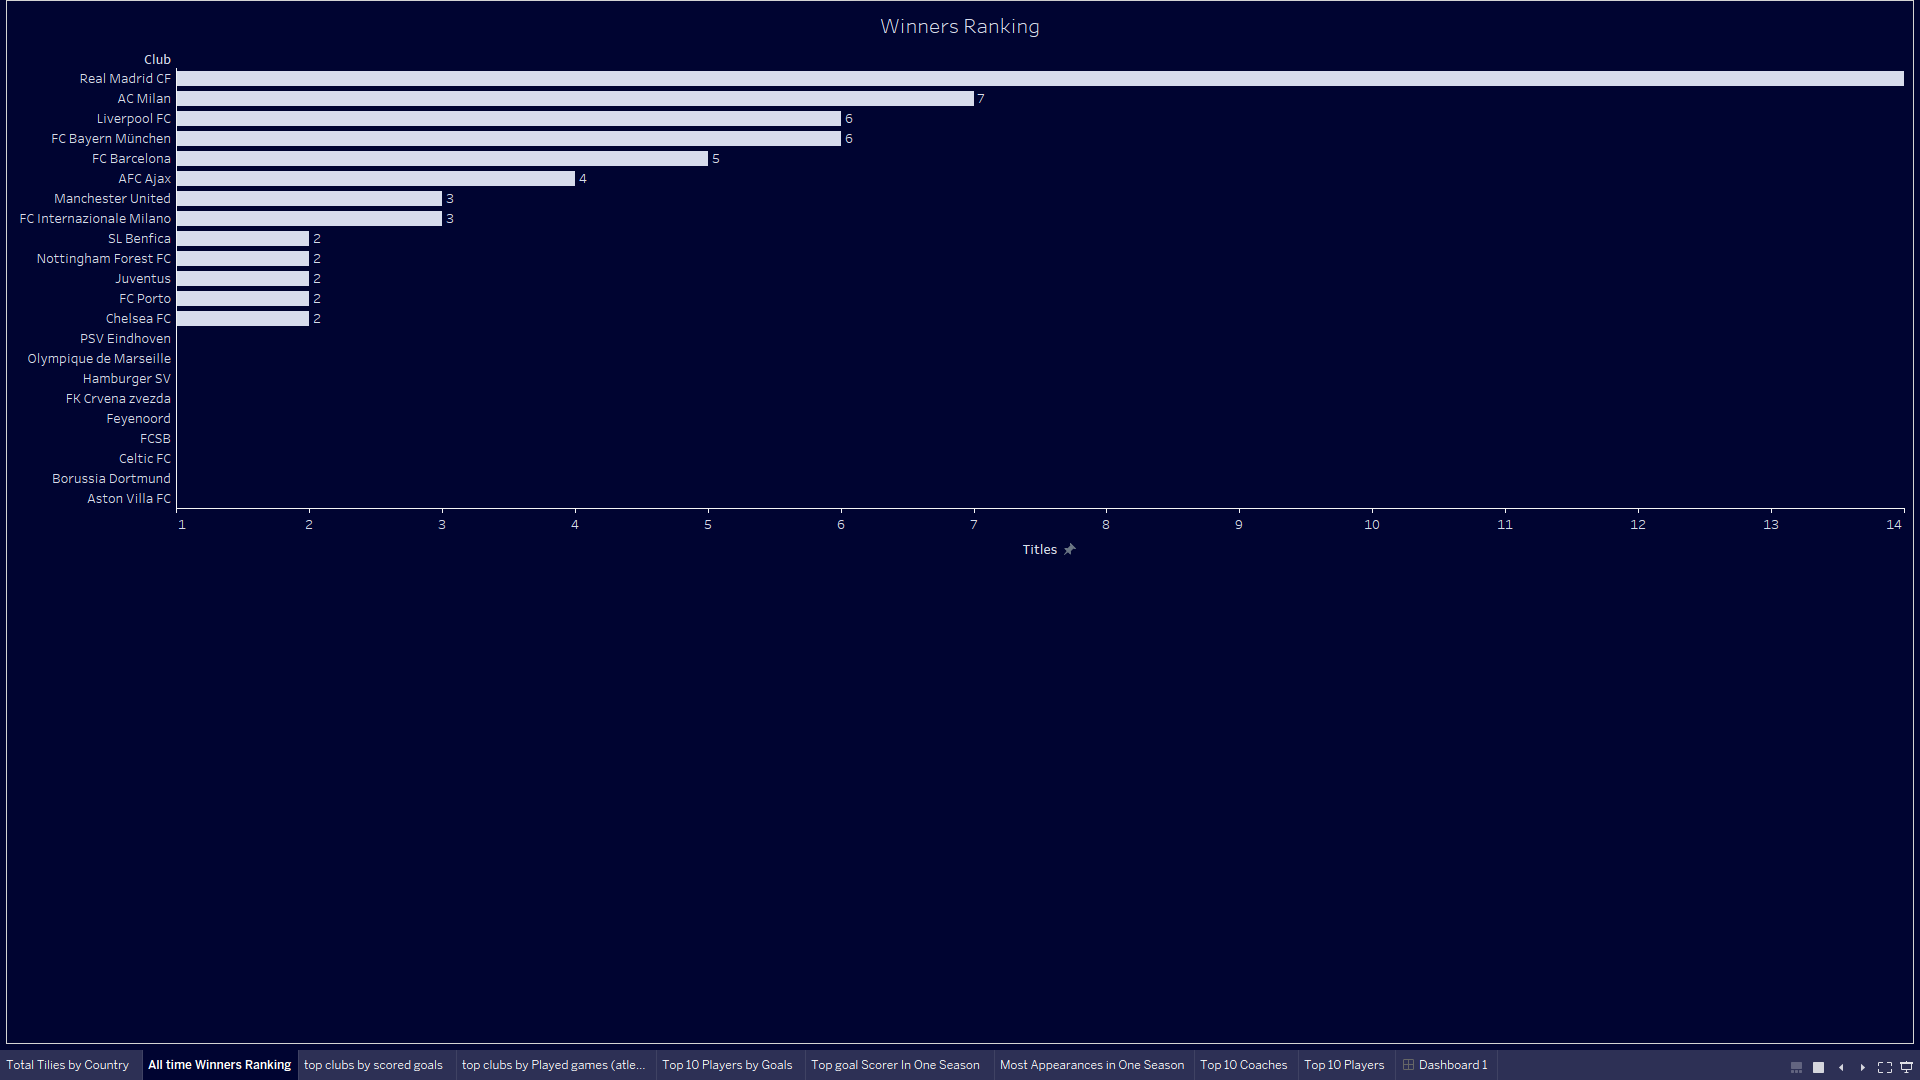 Winners Ranking
Club
Real Madrid CF
AC Milan 7
Liverpool FC 6
FC Bayern München 6
FC Barcelona 5
AFC Ajax 4
Manchester United 3
FC Internazionale Milano 3
SL Benfica 2
Nottingham Forest FC 2
Juventus 2
FC Porto 2
Chelsea FC 2
PSV Eindhoven
Olympique de Marseille
Hamburger SV
FK Crvena zvezda
Feyenoord
FCSB
Celtic FC
Borussia Dortmund
Aston Villa FC
1 2 3 4 5 6 7 8 9 10 11 12 13 14
Titles
Total Tilies by Country All time Winners Ranking top clubs by scored goals top clubs by Played games (atle... Top 10 Players by Goals Top goal Scorer In One Season Most Appearances in One Season Top 10 Coaches Top 10 Players Dashboard 1